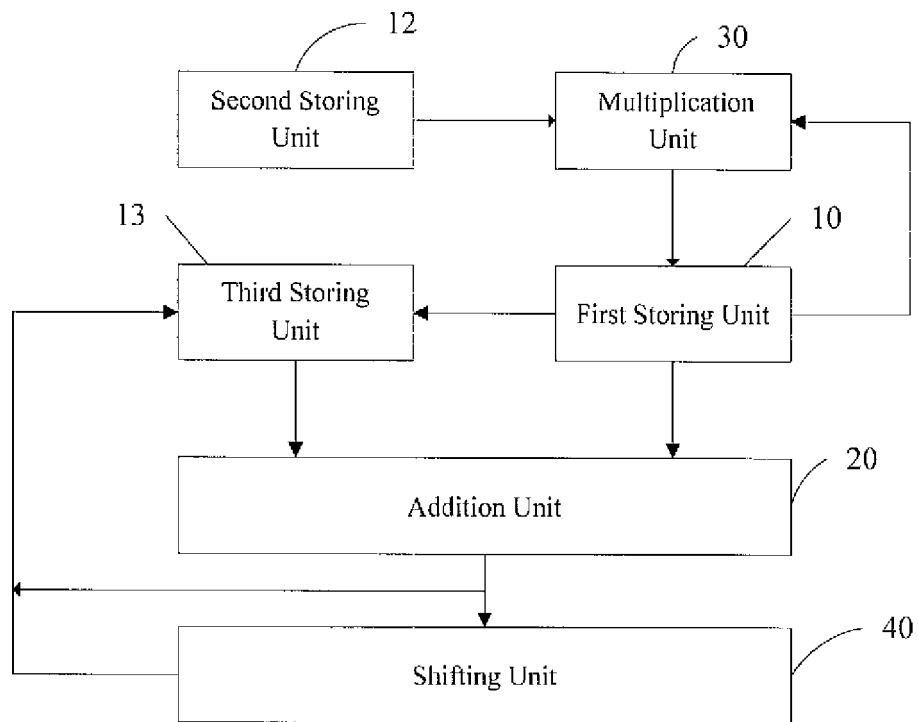 12
30
Second Storing
Unit
Multiplication
Unit
13
10
Third Storing
Unit
First Storing Unit
20
Addition Unit
40
Shifting Unit